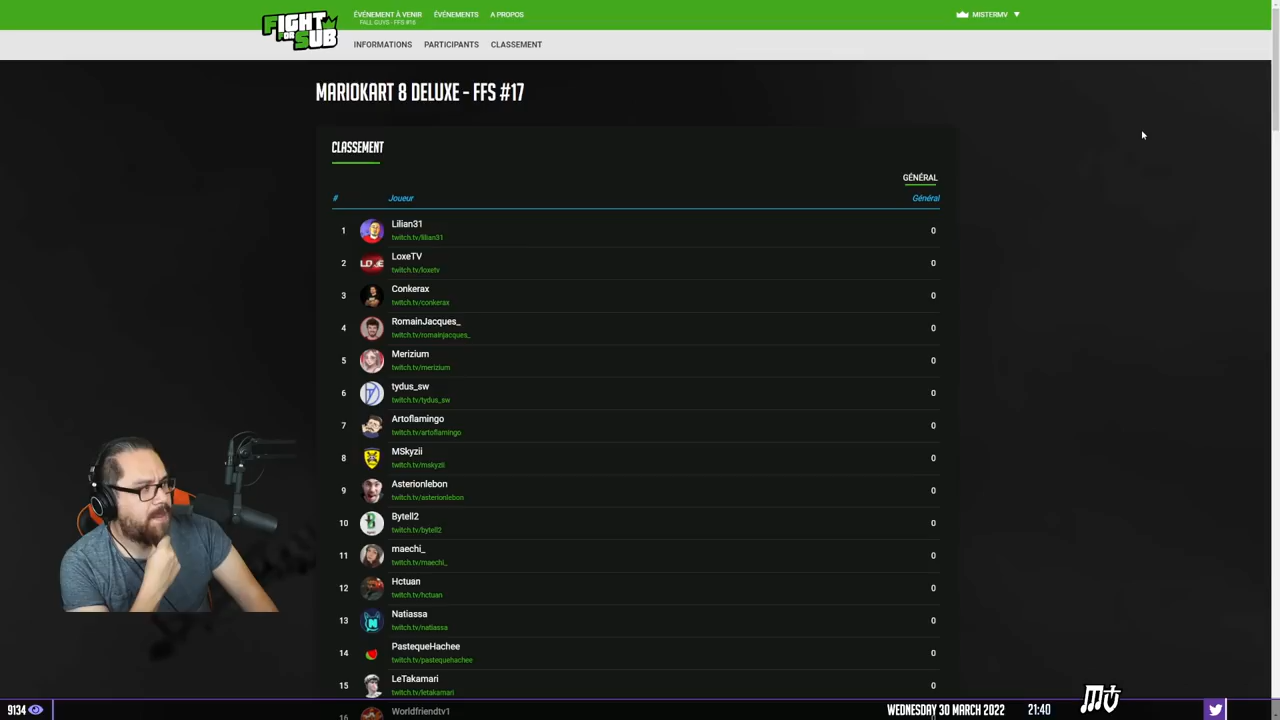 FIGHT
FOR
SUB
ÉVÉNEMENT À VENIR
FALL GUYS - FFS #18
ÉVÉNEMENTS
A PROPOS
MISTERMV
INFORMATIONS
PARTICIPANTS
CLASSEMENT
MARIOKART 8 DELUXE - FFS #17
CLASSEMENT
GÉNÉRAL
# Joueur Général
1 Lilian31 0
twitch.tv/lilian31
2 LoxeTV 0
twitch.tv/loxetv
3 Conkerax 0
twitch.tv/conkerax
4 RomainJacques_ 0
twitch.tv/romainjacques_
5 Merizium 0
twitch.tv/merizium
6 tydus_sw 0
twitch.tv/tydus_sw
7 Artoflamingo 0
twitch.tv/artoflamingo
8 MSkyzii 0
twitch.tv/mskyzii
9 Asterionlebon 0
twitch.tv/asterionlebon
10 Bytell2 0
twitch.tv/bytell2
11 maechi_ 0
twitch.tv/maechi_
12 Hctuan 0
twitch.tv/hctuan
13 Natiassa 0
twitch.tv/natiassa
14 PastequeHachee 0
twitch.tv/pastequehachee
15 LeTakamari 0
twitch.tv/letakamari
16 Worldfriendtv1
9134
MV
WEDNESDAY 30 MARCH 2022
21:40